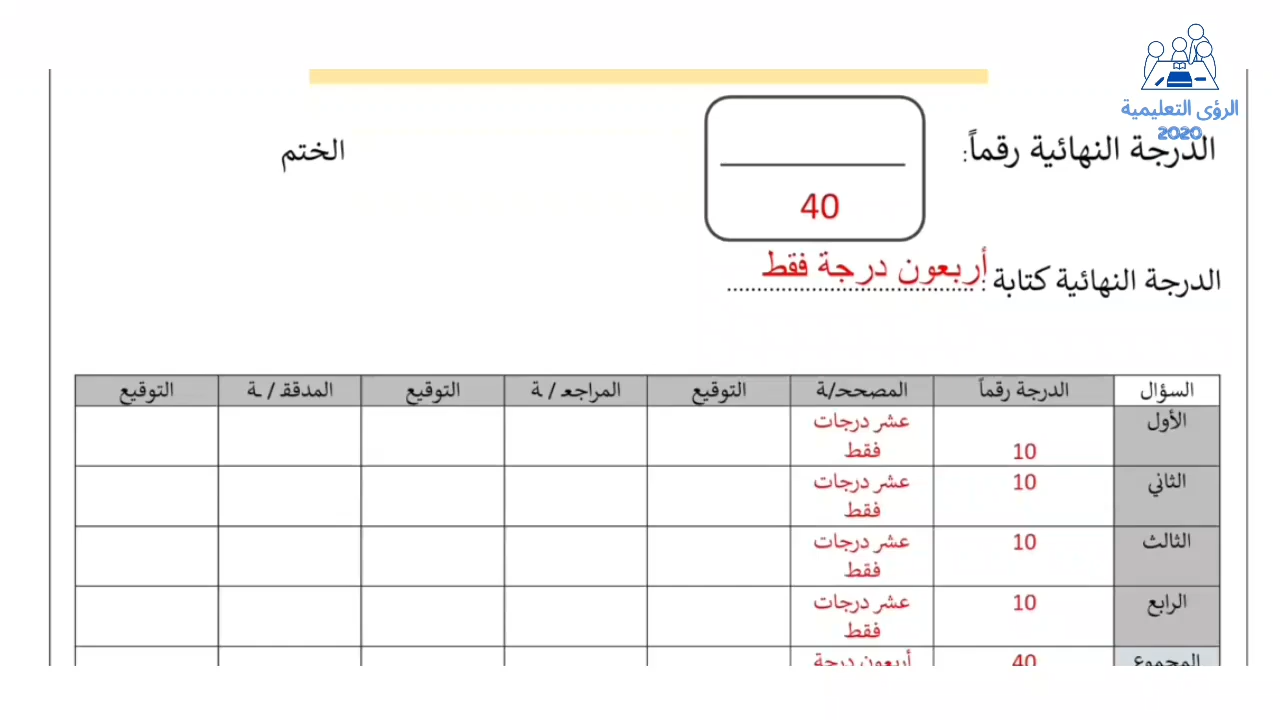 الرؤى التعليمية
2020
الدرجة النهائية رقماً:
40
الختم
الدرجة النهائية كتابة : أربعون درجة فقط
السؤال الدرجة رقماً المصحح/ة التوقيع المراجع / ة التوقيع المدقق / ة التوقيع
الأول 10 عشر درجات فقط
الثاني 10 عشر درجات فقط
الثالث 10 عشر درجات فقط
الرابع 10 عشر درجات فقط
المجموع 40 أربعون درجة